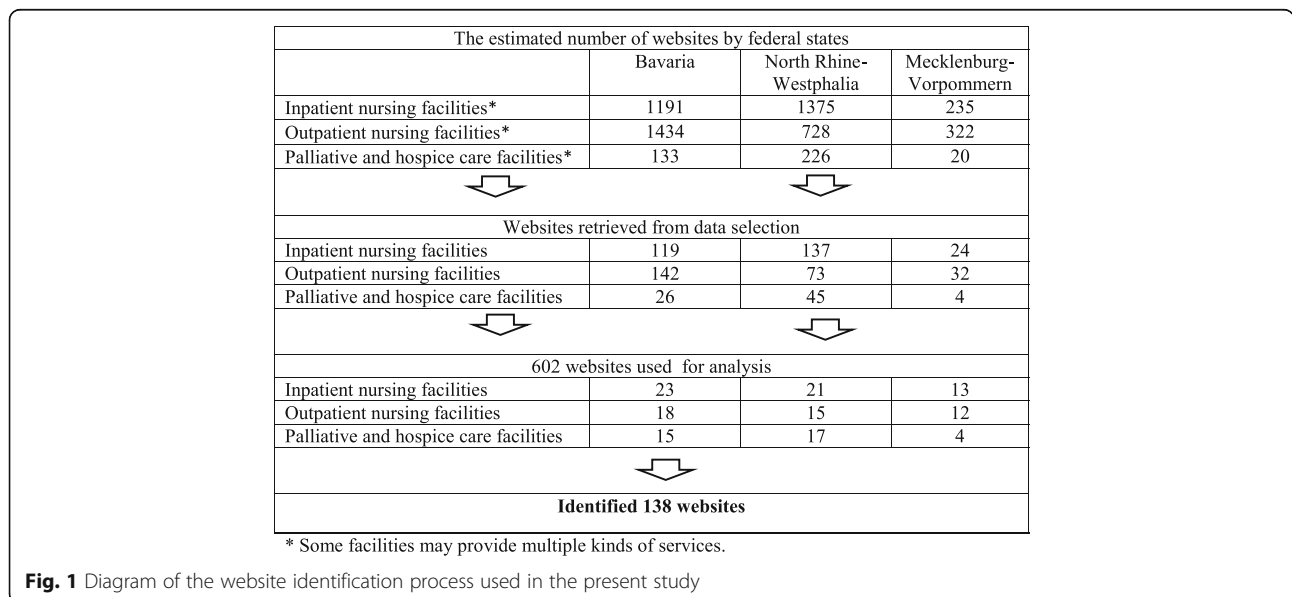 The estimated number of websites by federal states
Bavaria North Rhine- Mecklenburg-
Westphalia Vorpommern
Inpatient nursing facilities* 1191 1375 235
Outpatient nursing facilities* 1434 728 322
Palliative and hospice care facilities* 133 226 20
Websites retrieved from data selection
Inpatient nursing facilities 119 137 24
Outpatient nursing facilities 142 73 32
Palliative and hospice care facilities 26 45 4
602 websites used for analysis
Inpatient nursing facilities 23 21 13
Outpatient nursing facilities 18 15 12
Palliative and hospice care facilities 15 17 4
Identified 138 websites
* Some facilities may provide multiple kinds of services.
Fig. 1 Diagram of the website identification process used in the present study